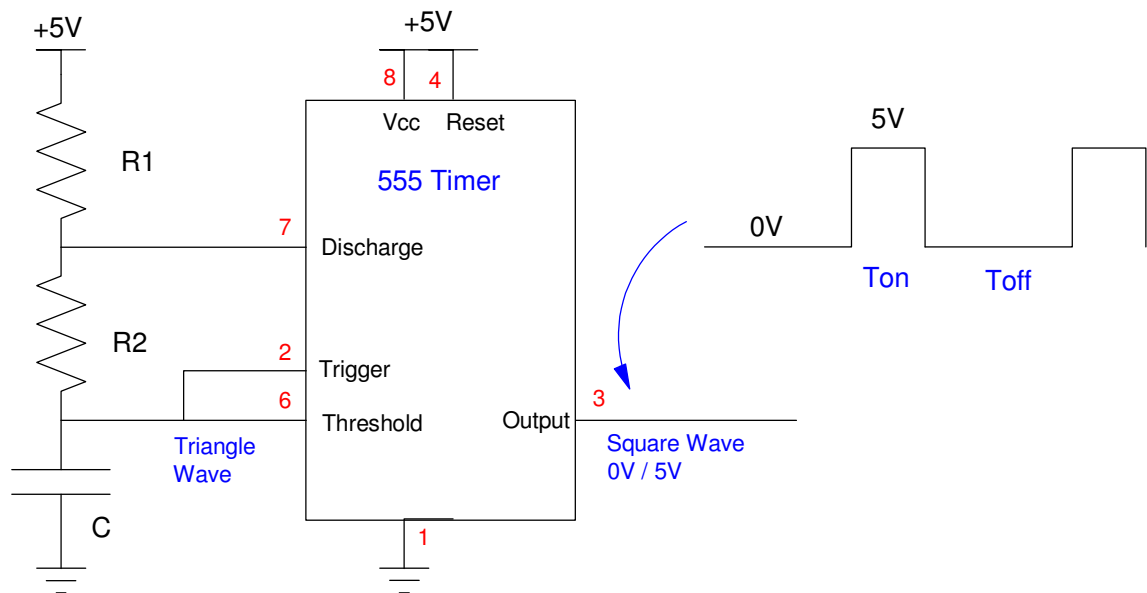 +5V
+5V
8
4
Vcc
Reset
5V
R1
555 Timer
7
Discharge
0V
Ton
Toff
R2
2
Trigger
6
Threshold
Output
3
Triangle
Wave
Square Wave
0V / 5V
C
1